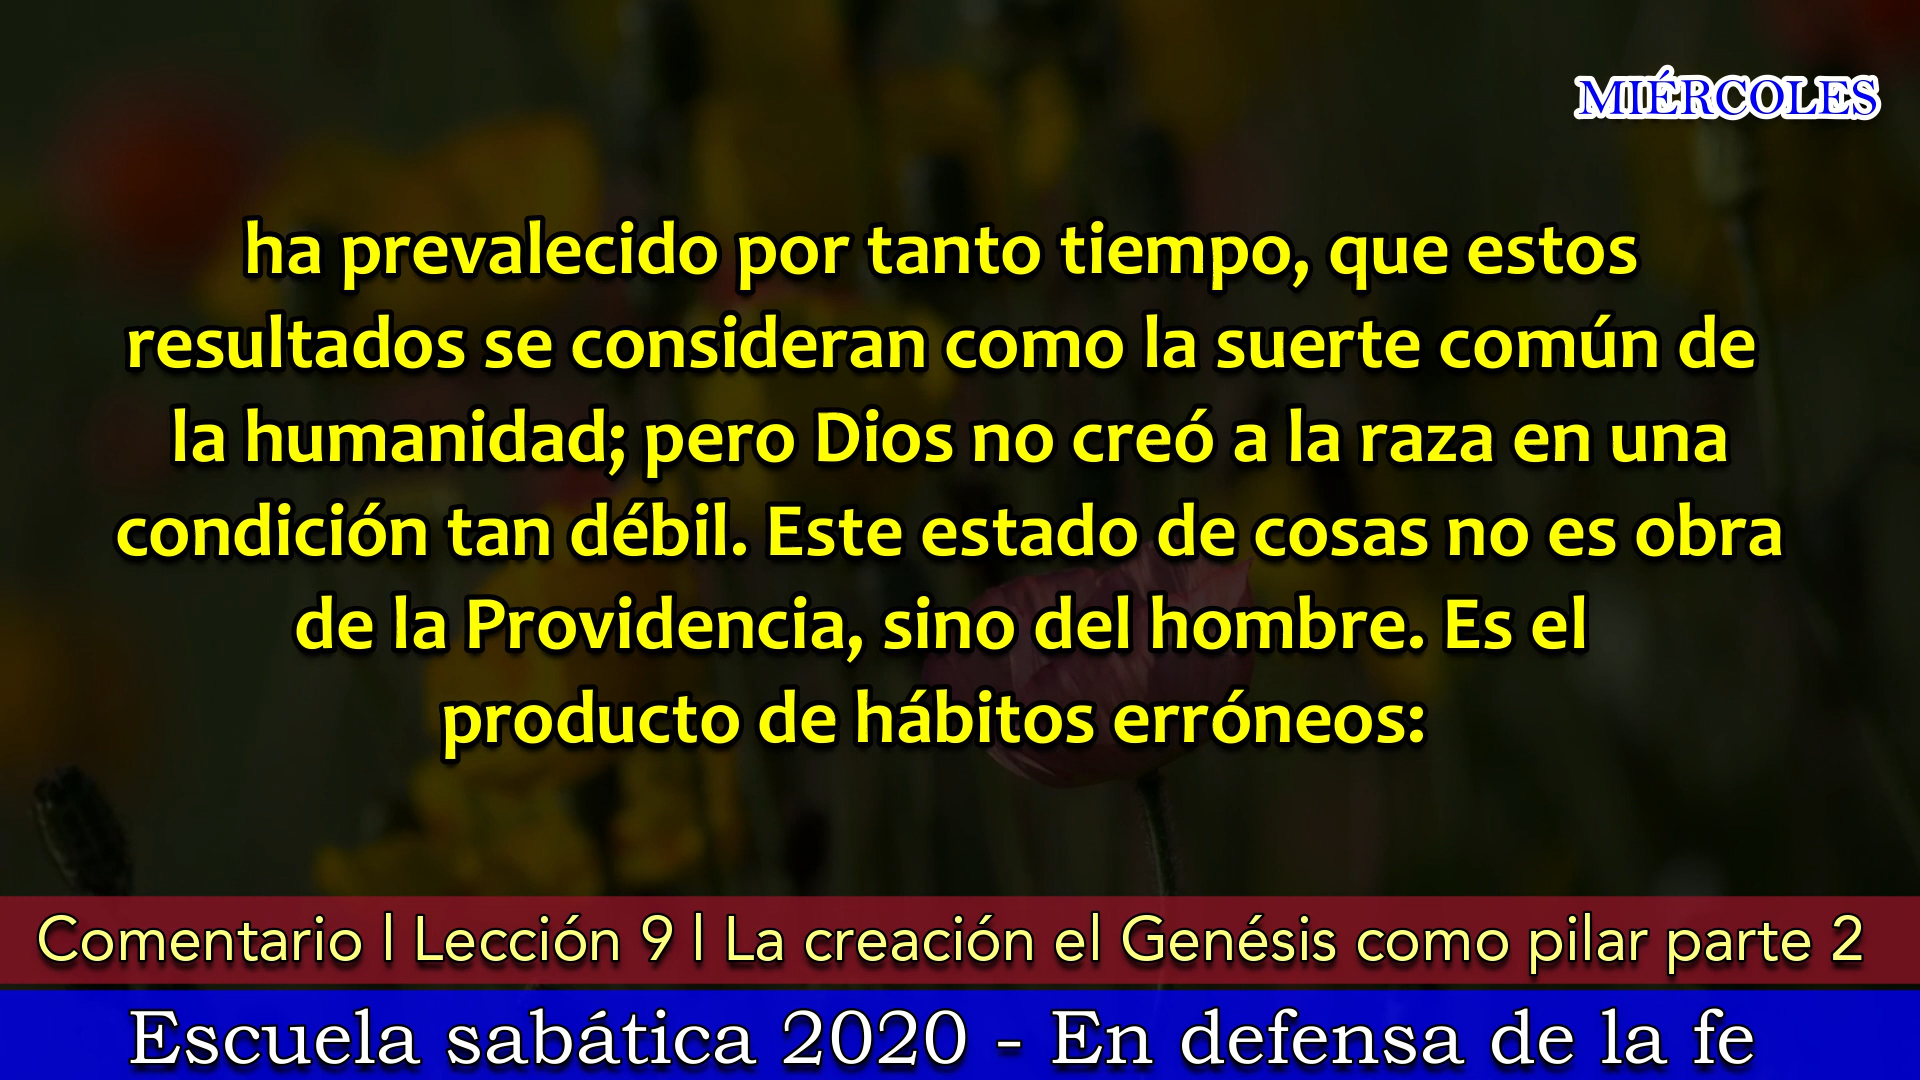 MIÉRCOLES
ha prevalecido por tanto tiempo, que estos
resultados se consideran como la suerte común de
la humanidad; pero Dios no creó a la raza en una
condición tan débil. Este estado de cosas no es obra
de la Providencia, sino del hombre. Es el
producto de hábitos erróneos:
Comentario | Lección 9 | La creación el Genésis como pilar parte 2
Escuela sabática 2020 - En defensa de la fe